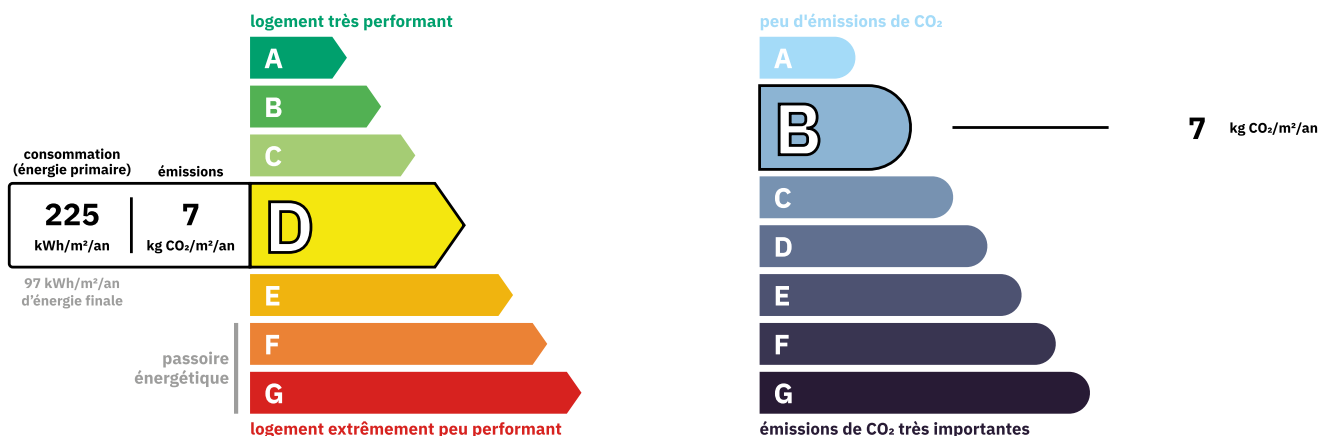 logement très performant
A
B
C
consommation
(énergie primaire)
émissions
225
kWh/m²/an
7
kg CO₂/m²/an
D
97 kWh/m²/an
d'énergie finale
E
passoire
énergétique
F
G
logement extrêmement peu performant
peu d'émissions de CO₂
A
B
7 kg CO₂/m²/an
C
D
E
F
G
émissions de CO₂ très importantes